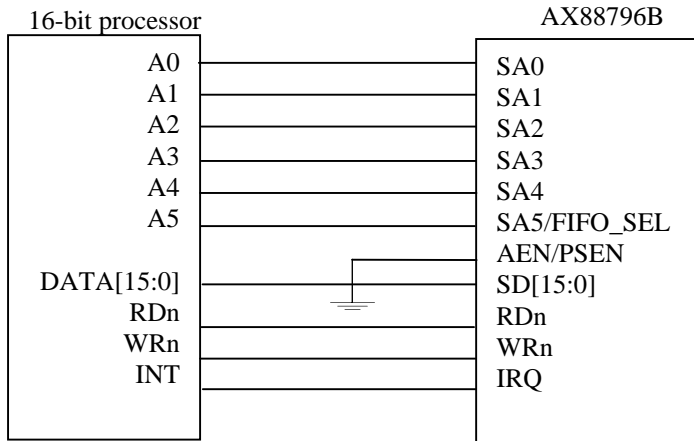 16-bit processor
AX88796B
A0
A1
A2
A3
A4
A5
DATA[15:0]
RDn
WRn
INT
SA0
SA1
SA2
SA3
SA4
SA5/FIFO_SEL
AEN/PSEN
SD[15:0]
RDn
WRn
IRQ